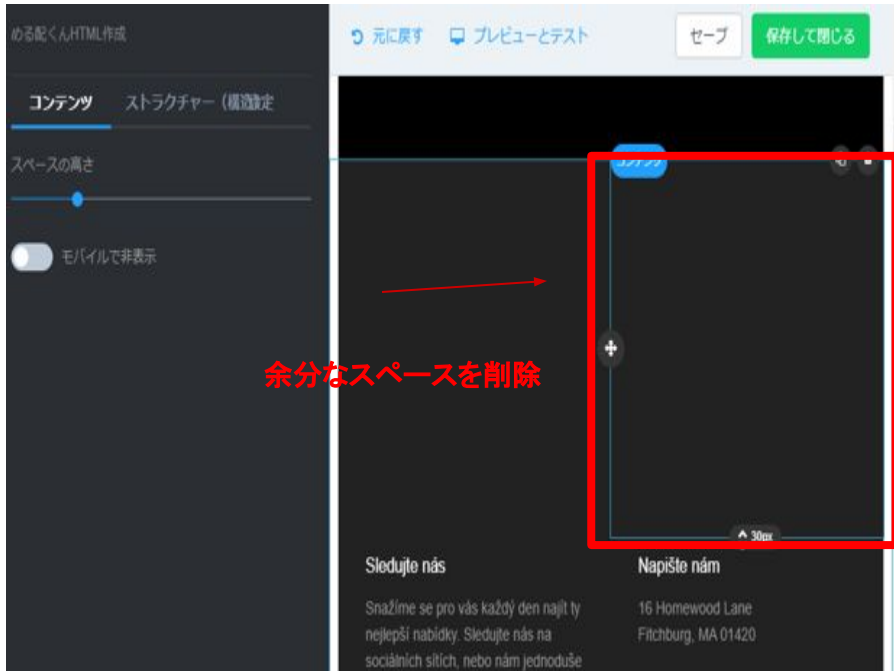 める配くんHTML作成
元に戻す
プレビューとテスト
セーブ
保存して閉じる
コンテンツ
ストラクチャー（構造設定
スペースの高さ
モバイルで非表示
コンテンツ
余分なスペースを削除
30px
Sledujte nás
Snažíme se pro vás každý den najít ty
nejlepší nabídky. Sledujte nás na
sociálních sítích, nebo nám jednoduše
Napište nám
16 Homewood Lane
Fitchburg, MA 01420